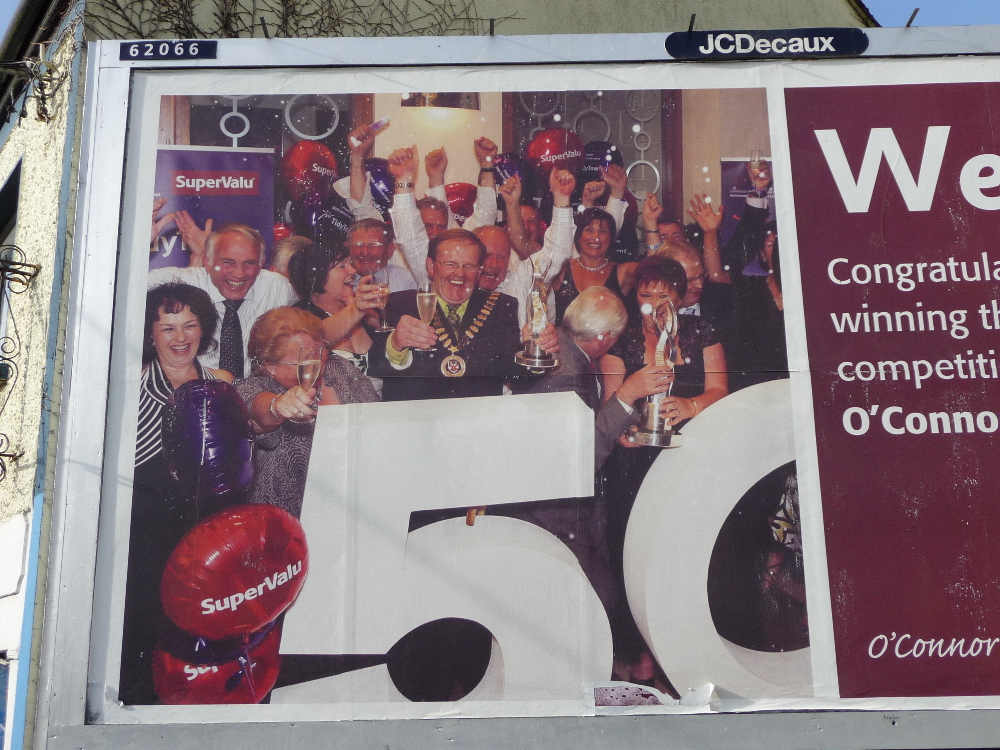 62066
JCDecaux
SuperValu
SuperValu
We
Congratula
winning th
competiti
O'Conno
SuperValu
O'Connor